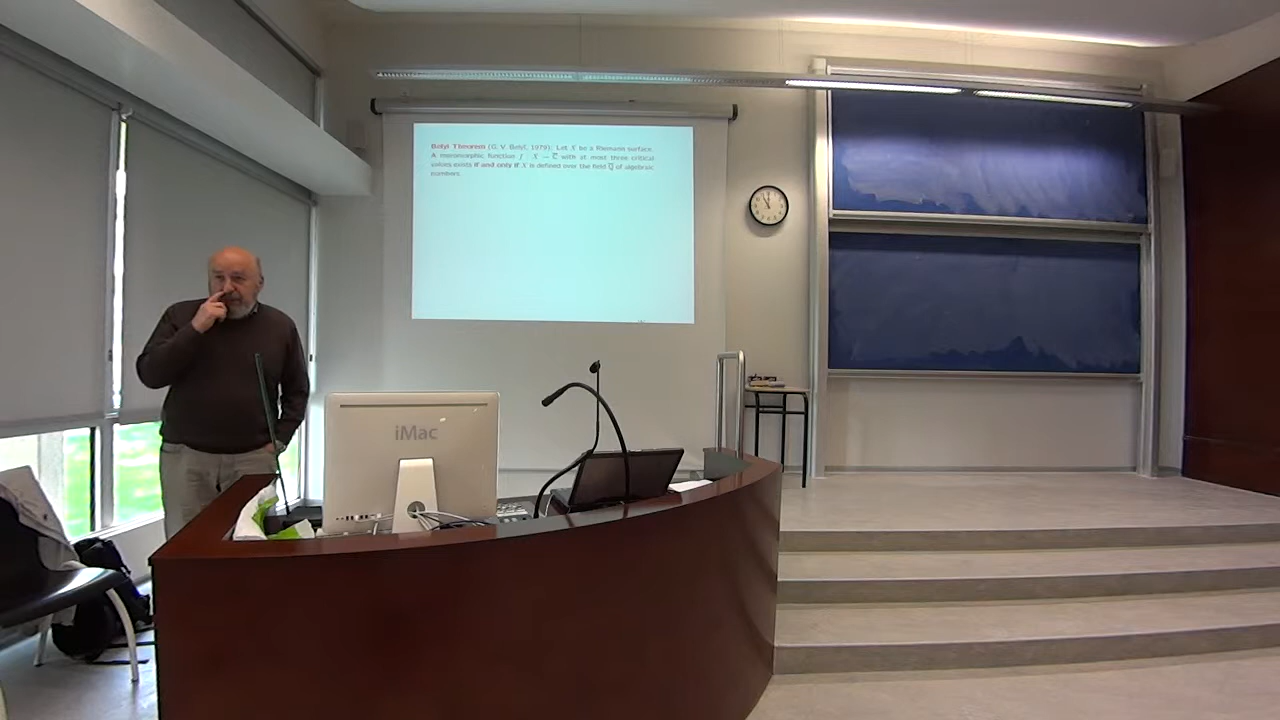 Belyi Theorem (G. V. Belyi, 1979): Let X be a Riemann surface.
A meromorphic function f : X → C̅ with at most three critical
values exists if and only if X is defined over the field Q̅ of algebraic
numbers.
iMac